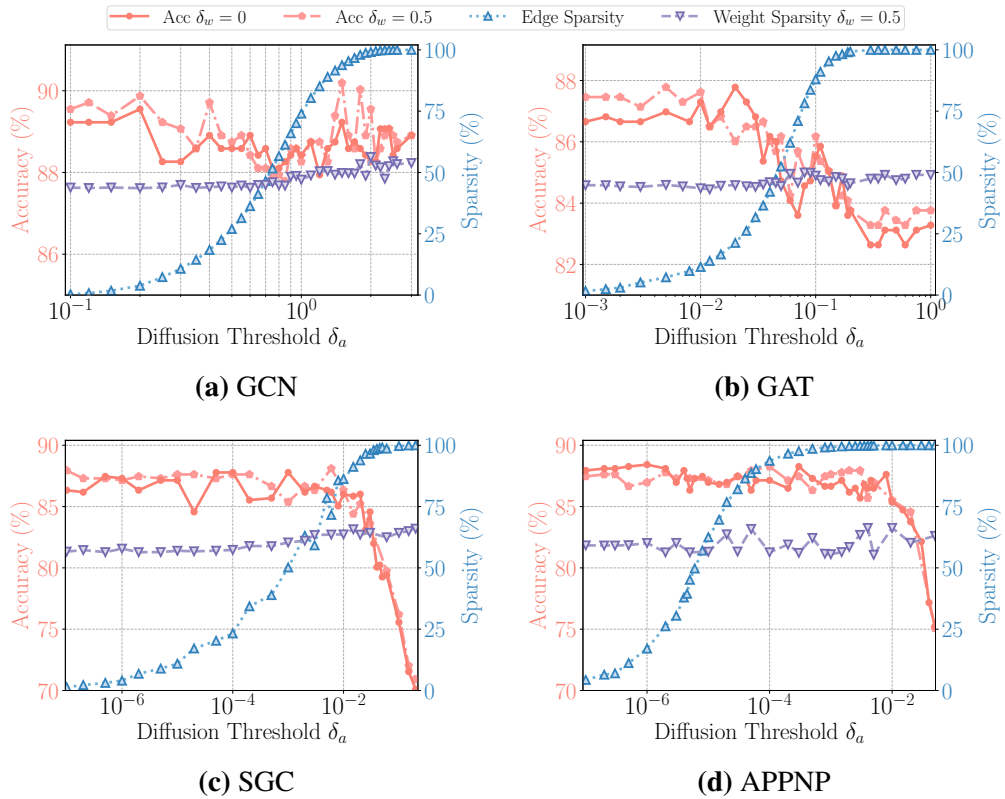 Acc δw = 0 Acc δw = 0.5 Edge Sparsity Weight Sparsity δw = 0.5
Accuracy (%)
90
88
86
100
75
50
25
0
Sparsity (%)
10⁻¹ 10⁰
Diffusion Threshold δa
(a) GCN
Accuracy (%)
88
86
84
82
100
75
50
25
0
Sparsity (%)
10⁻³ 10⁻² 10⁻¹ 10⁰
Diffusion Threshold δa
(b) GAT
Accuracy (%)
90
85
80
75
70
100
75
50
25
0
Sparsity (%)
10⁻⁶ 10⁻⁴ 10⁻²
Diffusion Threshold δa
(c) SGC
Accuracy (%)
90
85
80
75
70
100
75
50
25
0
Sparsity (%)
10⁻⁶ 10⁻⁴ 10⁻²
Diffusion Threshold δa
(d) APPNP